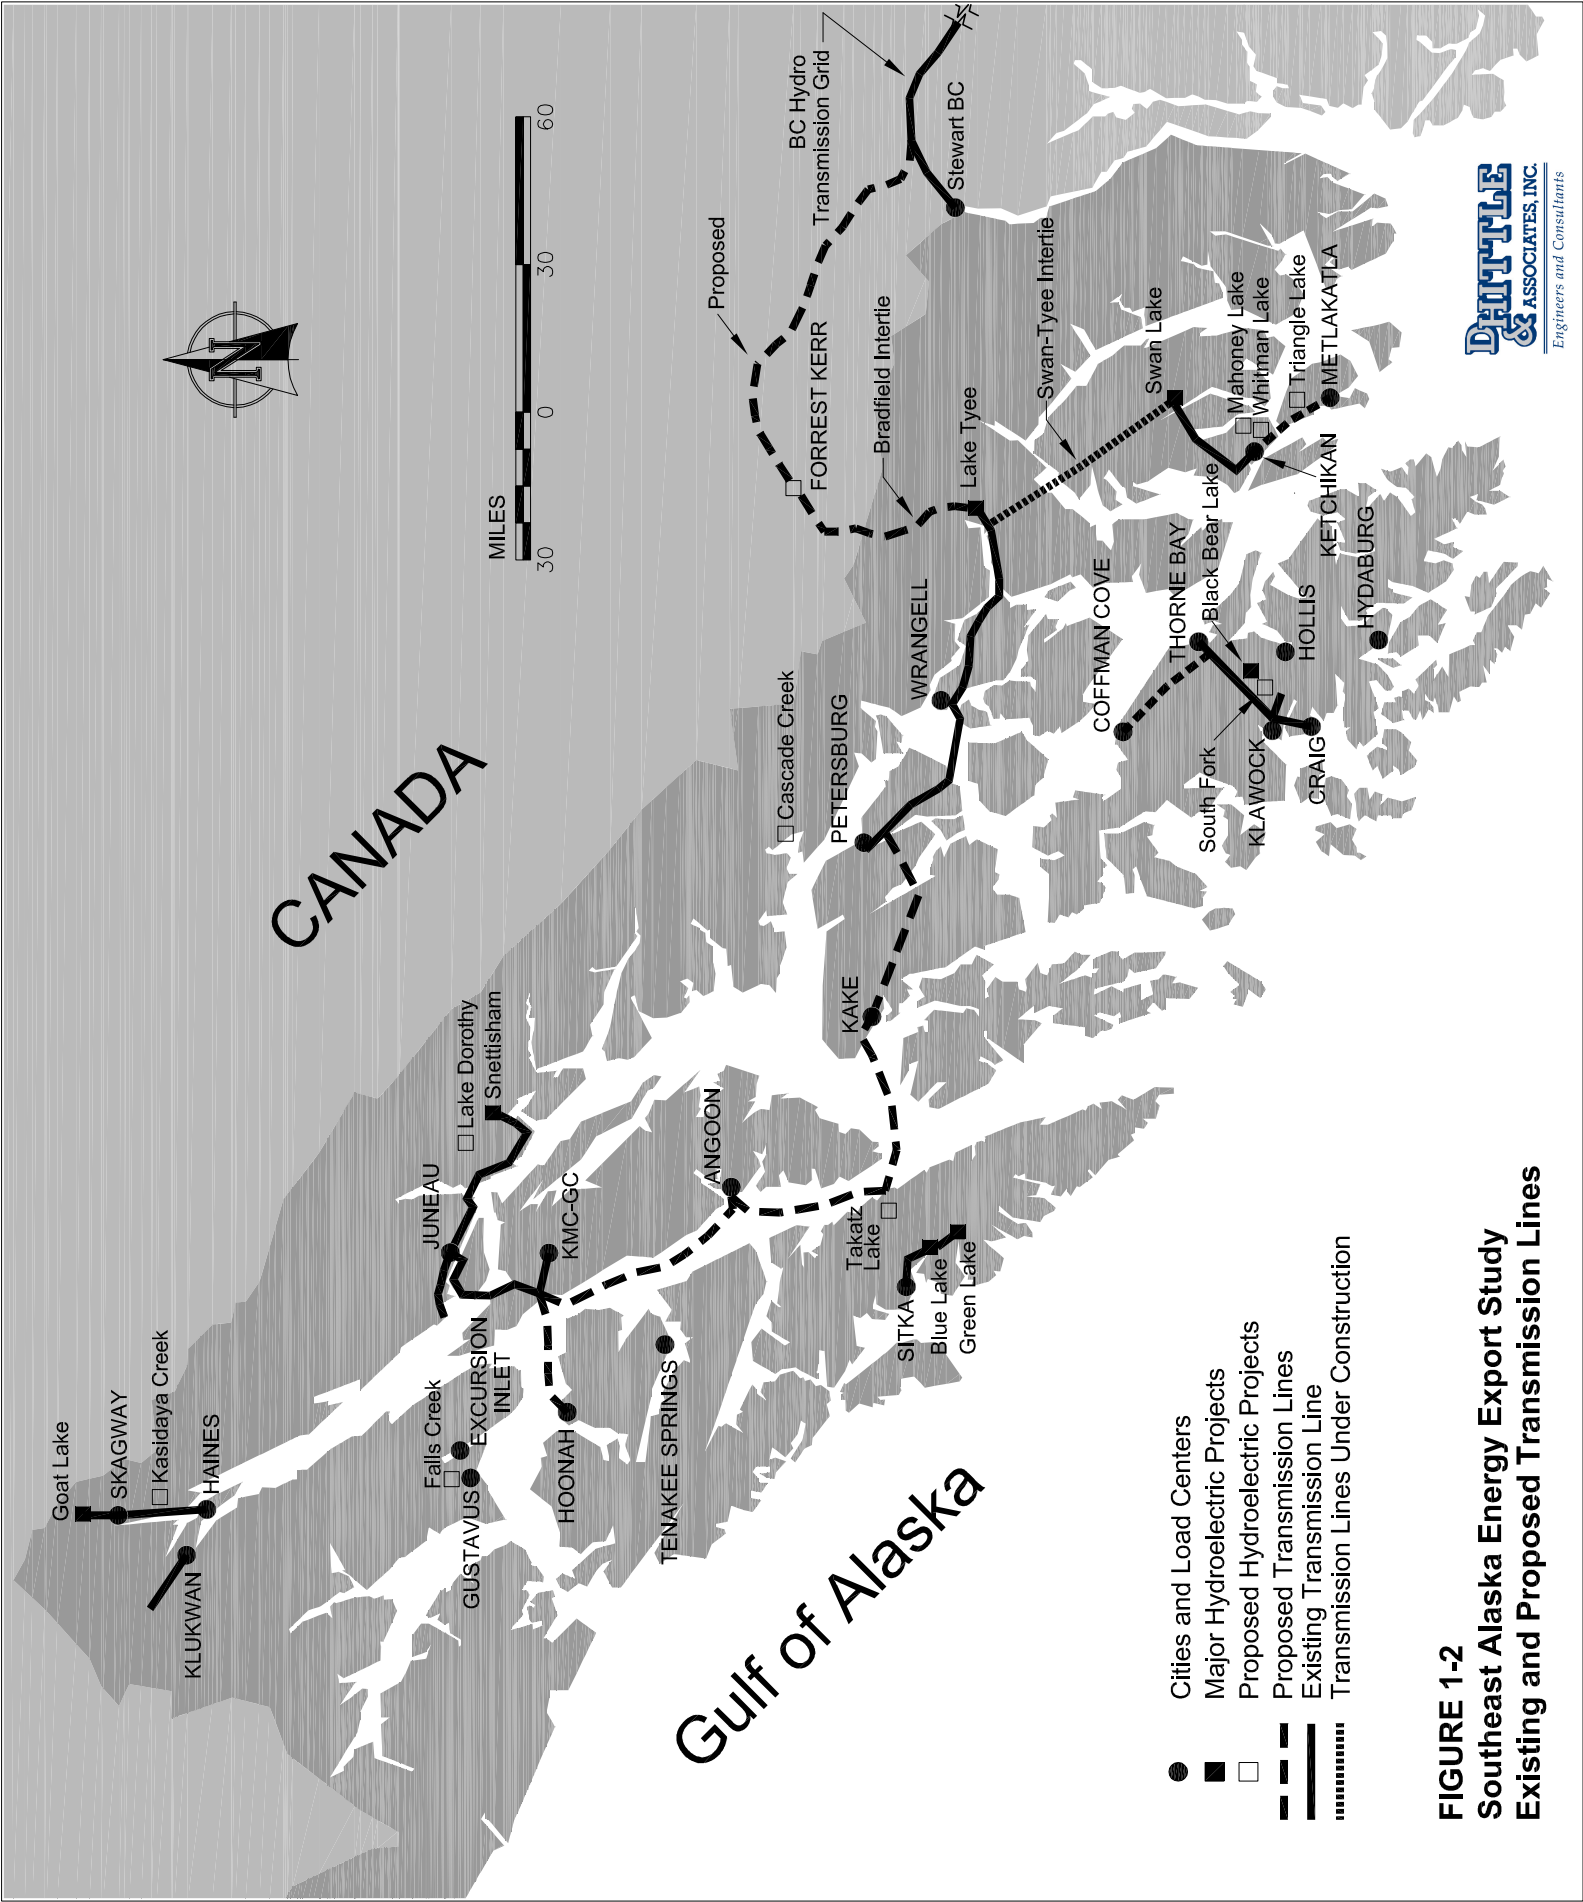 CANADA
Gulf of Alaska
MILES
30
0
30
60
N
Goat Lake
SKAGWAY
Kasidaya Creek
HAINES
KLUKWAN
Falls Creek
GUSTAVUS
EXCURSION
INLET
HOONAH
TENAKEE SPRINGS
JUNEAU
Lake Dorothy
Snettisham
KMC-GC
ANGOON
Takatz
Lake
SITKA
Blue Lake
Green Lake
KAKE
Cascade Creek
PETERSBURG
WRANGELL
Proposed
BC Hydro
Transmission Grid
Stewart BC
FORREST KERR
Bradfield Intertie
Lake Tyee
Swan-Tyee Intertie
Swan Lake
Mahoney Lake
Whitman Lake
Triangle Lake
METLAKATLA
KETCHIKAN
COFFMAN COVE
THORNE BAY
Black Bear Lake
HOLLIS
HYDABURG
South Fork
KLAWOCK
CRAIG
Cities and Load Centers
Major Hydroelectric Projects
Proposed Hydroelectric Projects
Proposed Transmission Lines
Existing Transmission Line
Transmission Lines Under Construction
FIGURE 1-2
Southeast Alaska Energy Export Study
Existing and Proposed Transmission Lines
D HITTLE
& ASSOCIATES, INC.
Engineers and Consultants